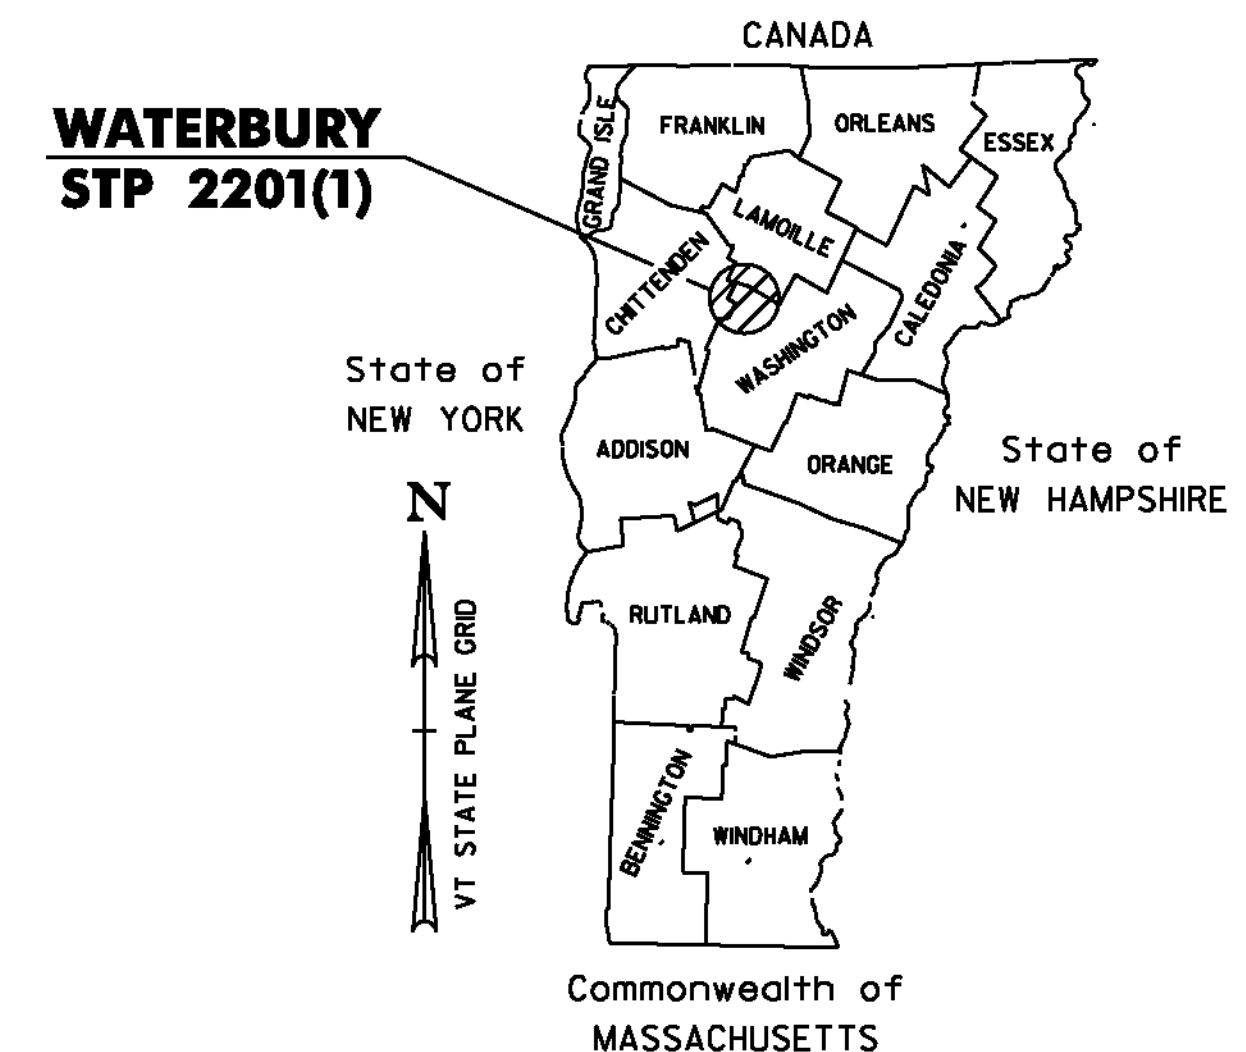 CANADA
WATERBURY
STP 2201(1)
GRAND ISLE
FRANKLIN
ORLEANS
ESSEX
LAMOILLE
CHITTENDEN
CALEDONIA
WASHINGTON
State of
NEW YORK
ADDISON
ORANGE
State of
NEW HAMPSHIRE
N
VT STATE PLANE GRID
RUTLAND
WINDSOR
BENNINGTON
WINDHAM
Commonwealth of
MASSACHUSETTS